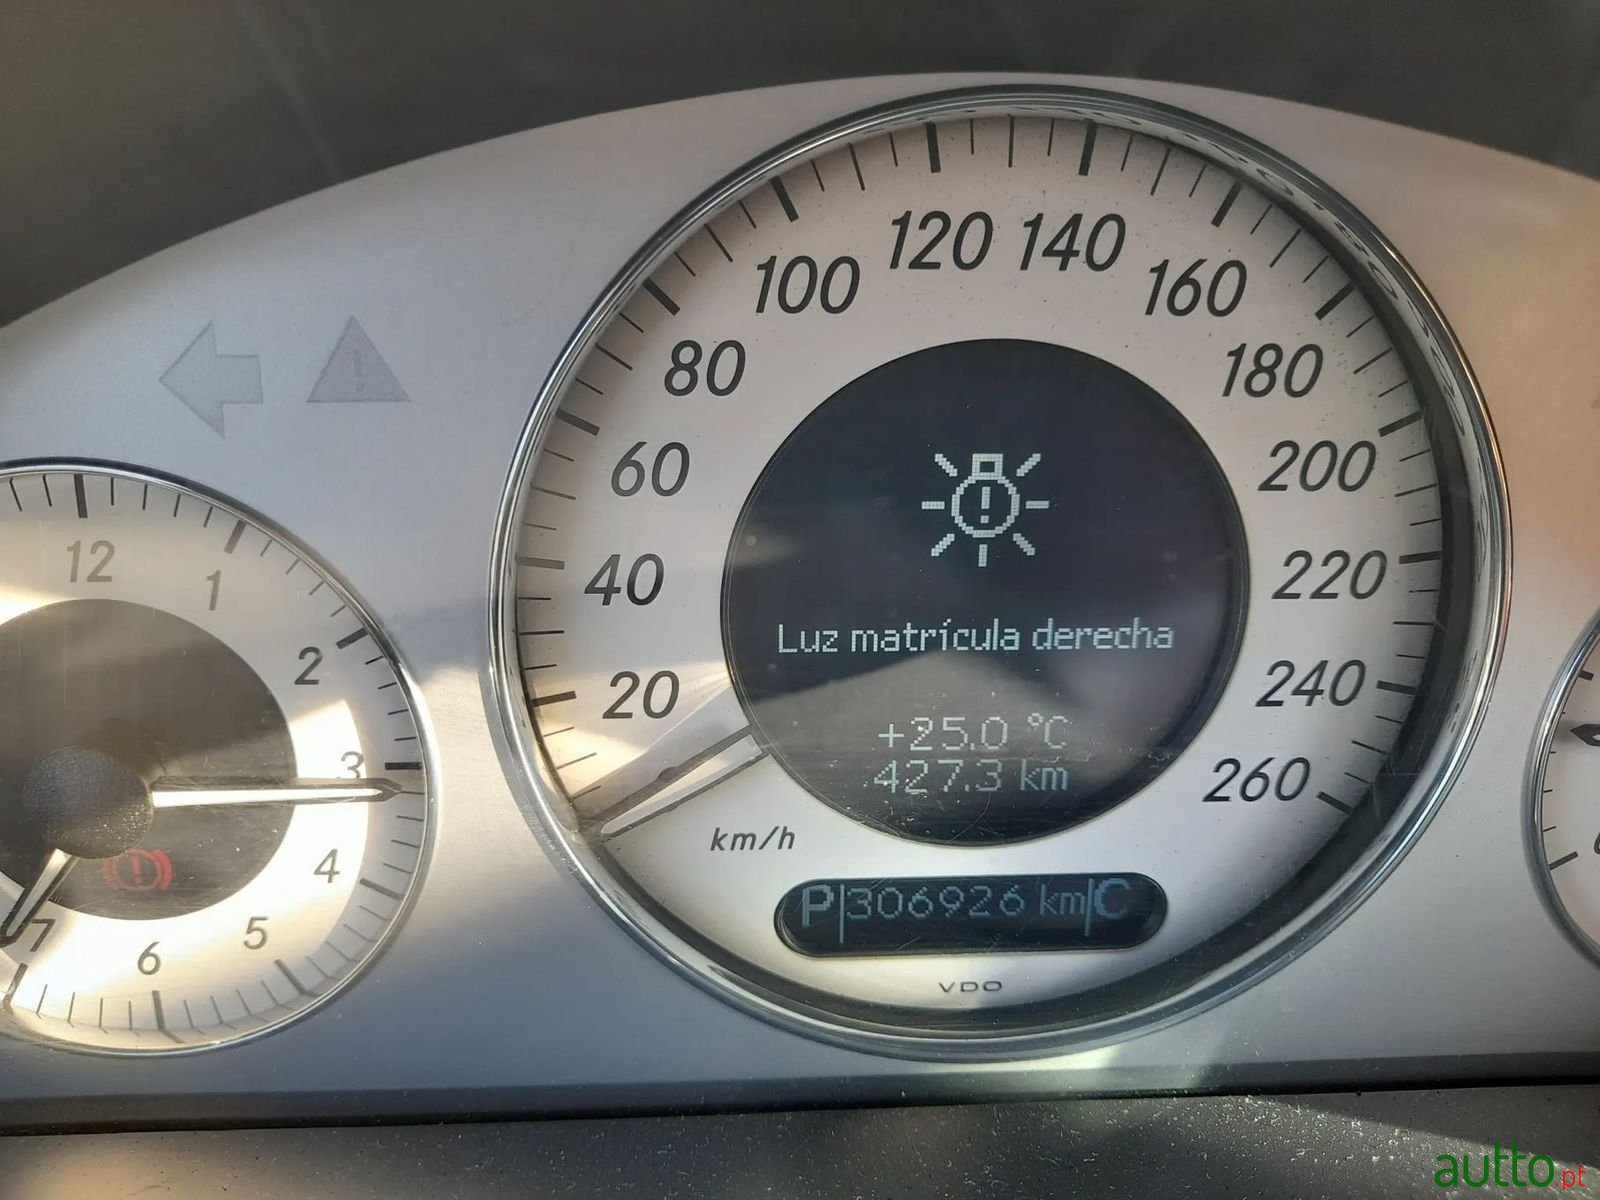 120 140
100 160
80 180
60 200
40 220
20 240
260
km/h
Luz matrícula derecha
+25.0 °C
427.3 km
P 306926 km C
VDO
12
1
2
3
4
5
6
7
autto.pt